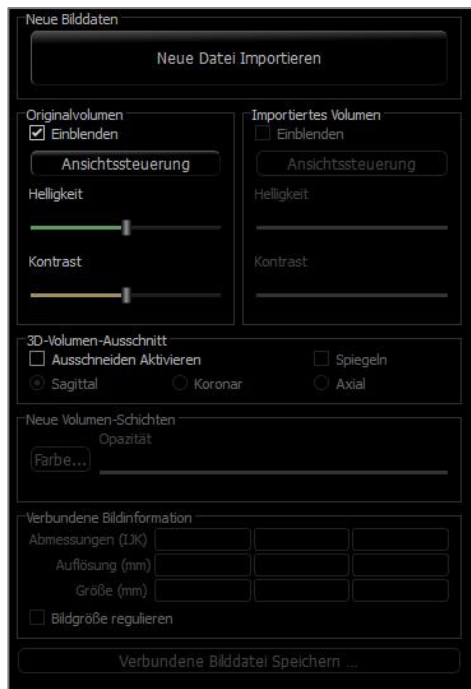 Neue Bilddaten
Neue Datei Importieren
Originalvolumen
Einblenden
Ansichtssteuerung
Helligkeit
Kontrast
Importiertes Volumen
Einblenden
Ansichtssteuerung
Helligkeit
Kontrast
3D-Volumen-Ausschnitt
Ausschneiden Aktivieren
Spiegeln
Sagittal
Koronar
Axial
Neue Volumen-Schichten
Opazität
Farbe...
Verbundene Bildinformation
Abmessungen (IJK)
Auflösung (mm)
Größe (mm)
Bildgröße regulieren
Verbundene Bilddatei Speichern ...